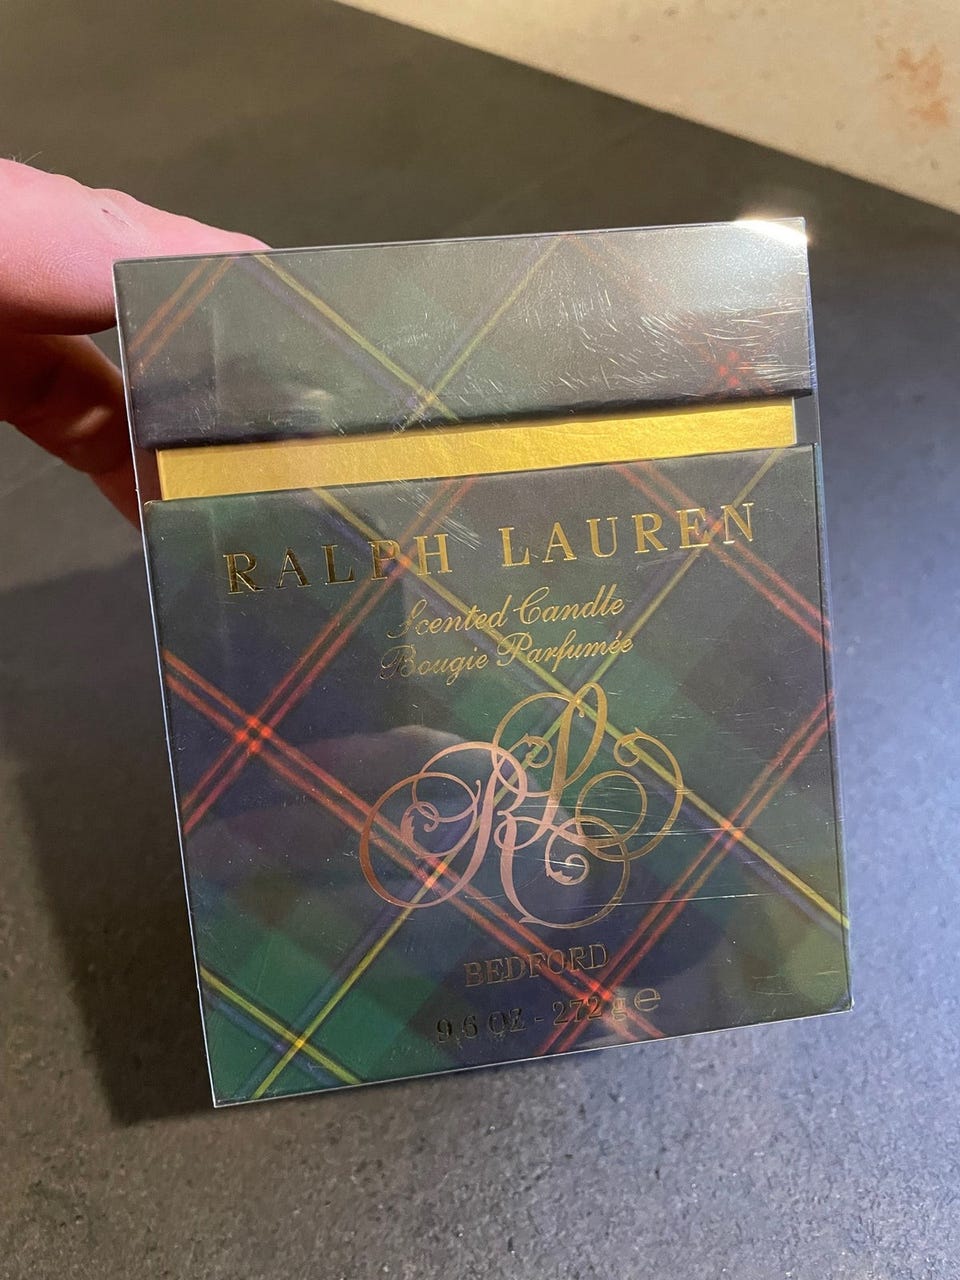 RALPH LAUREN
Scented Candle
Bougie Parfumée
RL
BEDFORD
9.6 OZ - 272 g ℮